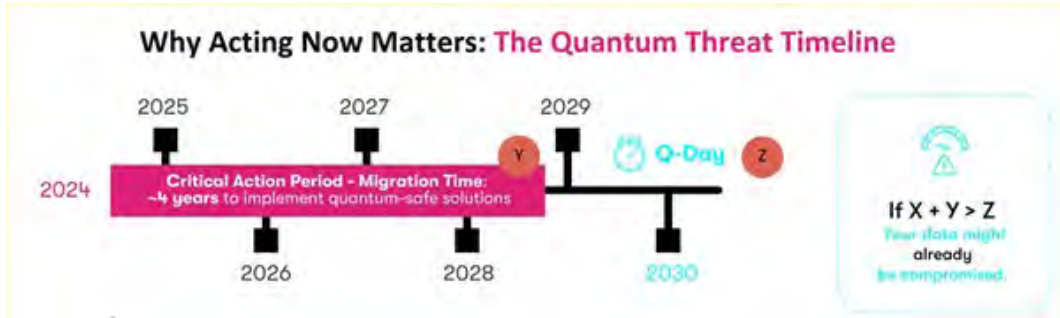 Why Acting Now Matters: The Quantum Threat Timeline
2025
2027
2029
Y
Q-Day
Z
2024
Critical Action Period - Migration Time:
~4 years to implement quantum-safe solutions
2026
2028
2030
If X + Y > Z
Your data might
already
be compromised.